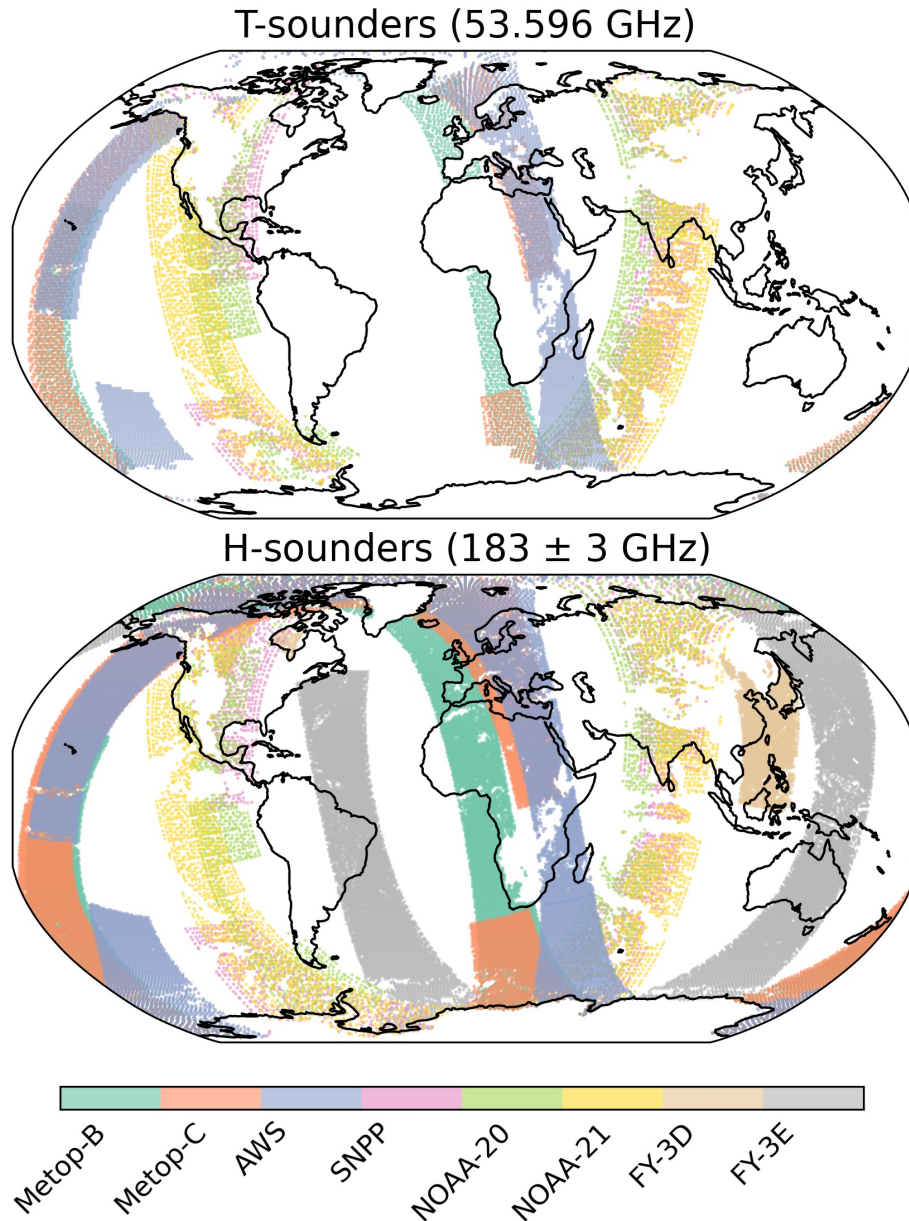 T-sounders (53.596 GHz)
H-sounders (183 ± 3 GHz)
Metop-B
Metop-C
AWS
SNPP
NOAA-20
NOAA-21
FY-3D
FY-3E